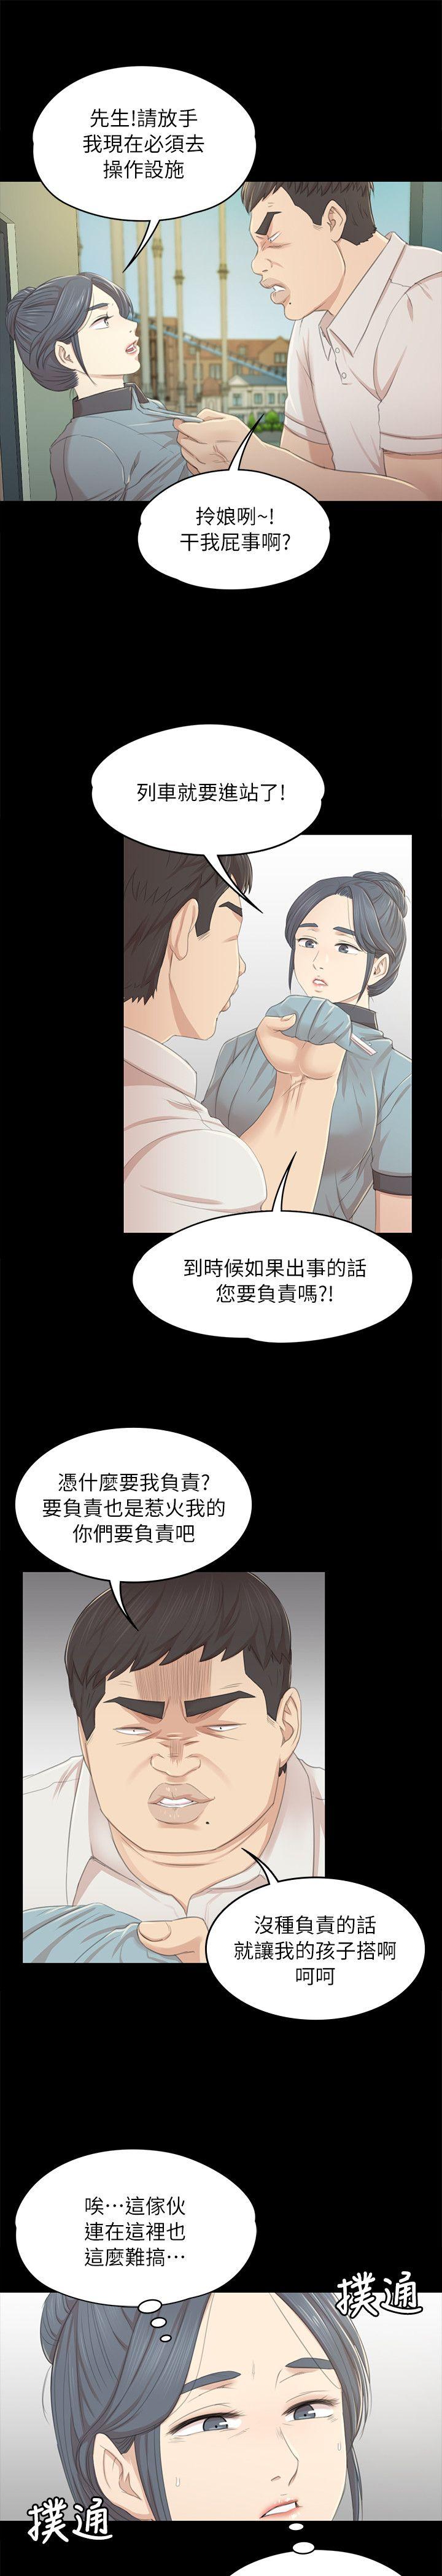 先生!請放手
我現在必須去
操作設施
拎娘咧~!
干我屁事啊?
列車就要進站了!
到時候如果出事的話
您要負責嗎?!
憑什麼要我負責?
要負責也是惹火我的
你們要負責吧
沒種負責的話
就讓我的孩子搭啊
呵呵
唉⋯這傢伙
連在這裡也
這麼難搞⋯
撲通
撲通